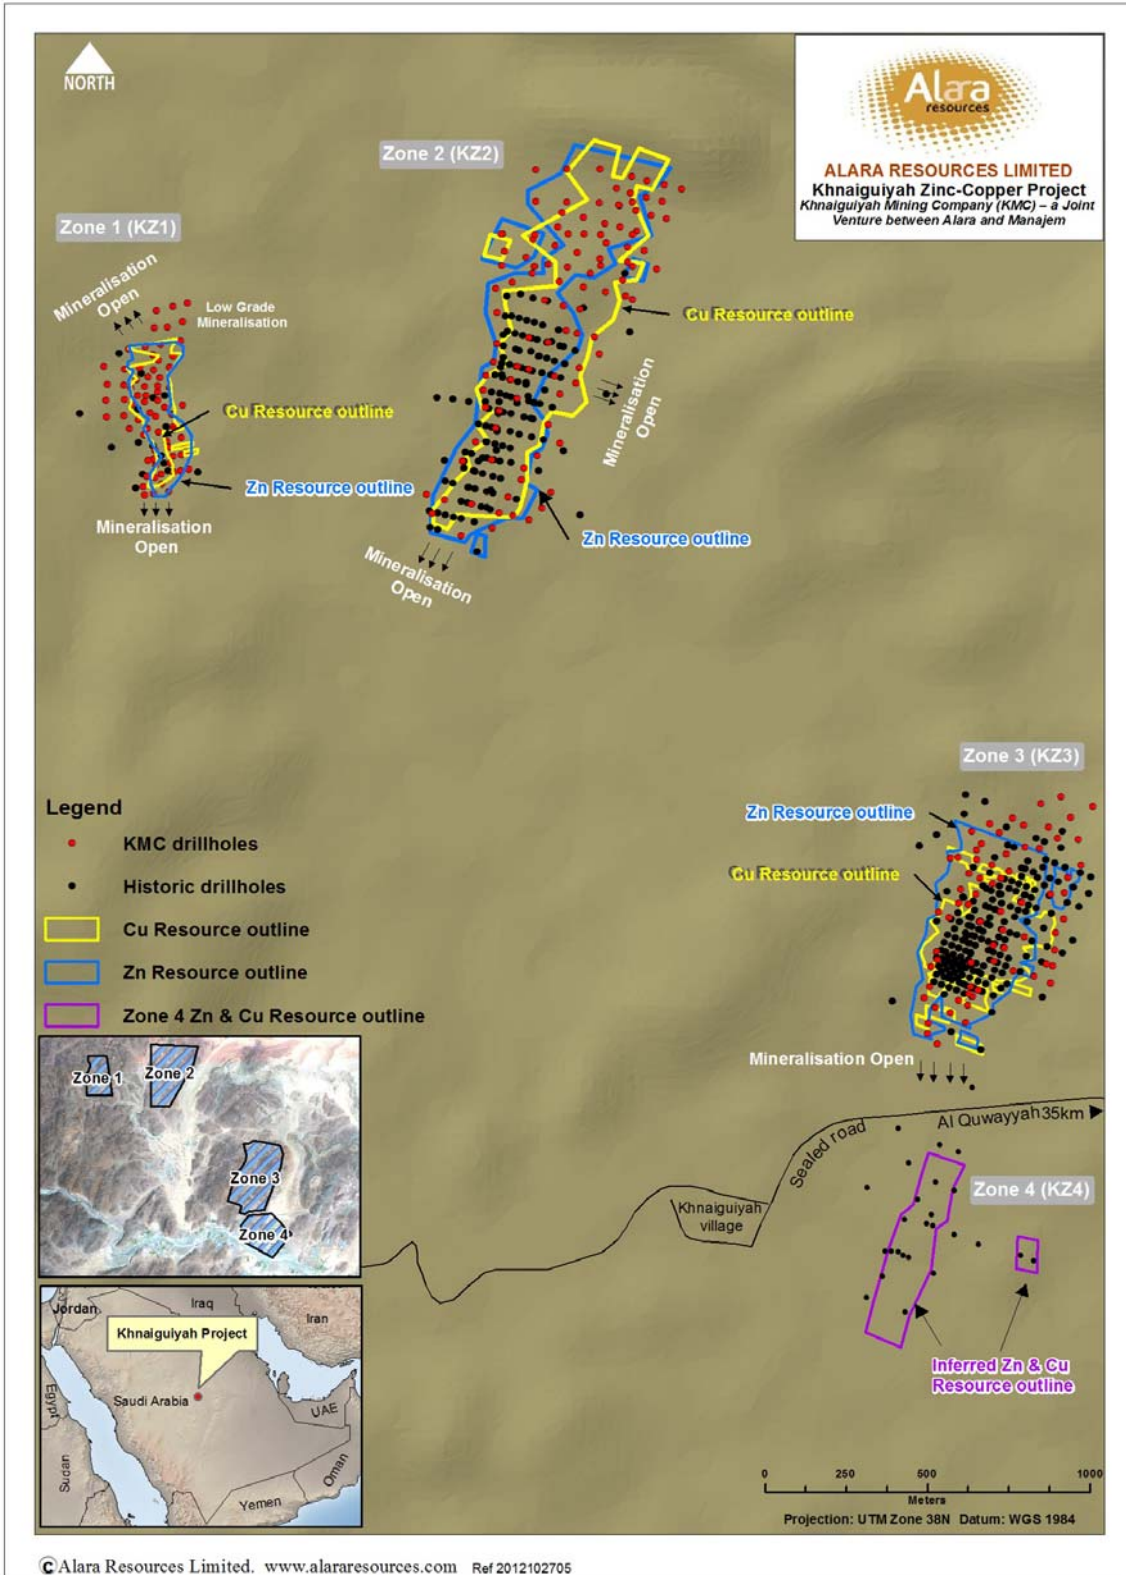 NORTH
Alara
resources
ALARA RESOURCES LIMITED
Khnaiguiyah Zinc-Copper Project
Khnaiguiyah Mining Company (KMC) – a Joint
Venture between Alara and Manajem
Zone 2 (KZ2)
Zone 1 (KZ1)
Mineralisation
Open
Low Grade
Mineralisation
Cu Resource outline
Cu Resource outline
Mineralisation
Open
Zn Resource outline
Mineralisation
Open
Zn Resource outline
Mineralisation
Open
Zone 3 (KZ3)
Zn Resource outline
Cu Resource outline
Mineralisation Open
Legend
KMC drillholes
Historic drillholes
Cu Resource outline
Zn Resource outline
Zone 4 Zn & Cu Resource outline
Zone 1
Zone 2
Zone 3
Zone 4
Sealed road
Al Quwayyah 35km
Khnaiguiyah
village
Zone 4 (KZ4)
Inferred Zn & Cu
Resource outline
Jordan
Iraq
Iran
Khnaiguiyah Project
Egypt
Saudi Arabia
UAE
Sudan
Oman
Yemen
0 250 500 1000
Meters
Projection: UTM Zone 38N Datum: WGS 1984
©Alara Resources Limited. www.alararesources.com Ref 2012102705